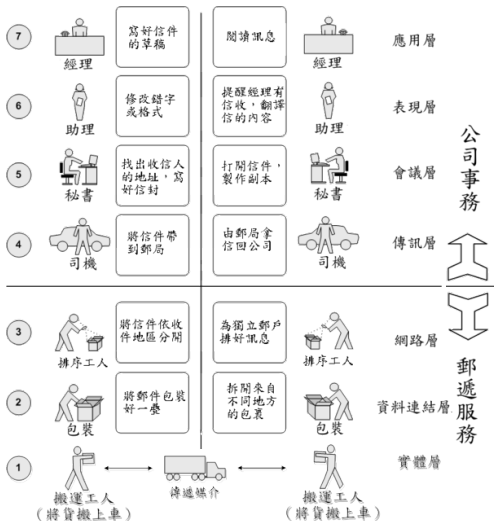 7
經理
寫好信件
的草稿
閱讀訊息
經理
應用層
6
助理
修改錯字
或格式
提醒經理有
信收，翻譯
信的內容
助理
表現層
5
秘書
找出收信人
的地址，寫
好信封
打開信件，
製作副本
秘書
會議層
公司事務
4
司機
將信件帶
到郵局
由郵局拿
信回公司
司機
傳訊層
3
排序工人
將信件依收
件地區分開
為獨立郵戶
排好訊息
排序工人
網路層
郵遞服務
2
包裝
將郵件包裝
好一疊
拆開來自
不同地方
的包裹
包裝
資料連結層
1
搬運工人
（將貨搬上車）
傳遞媒介
搬運工人
（將貨搬上車）
實體層